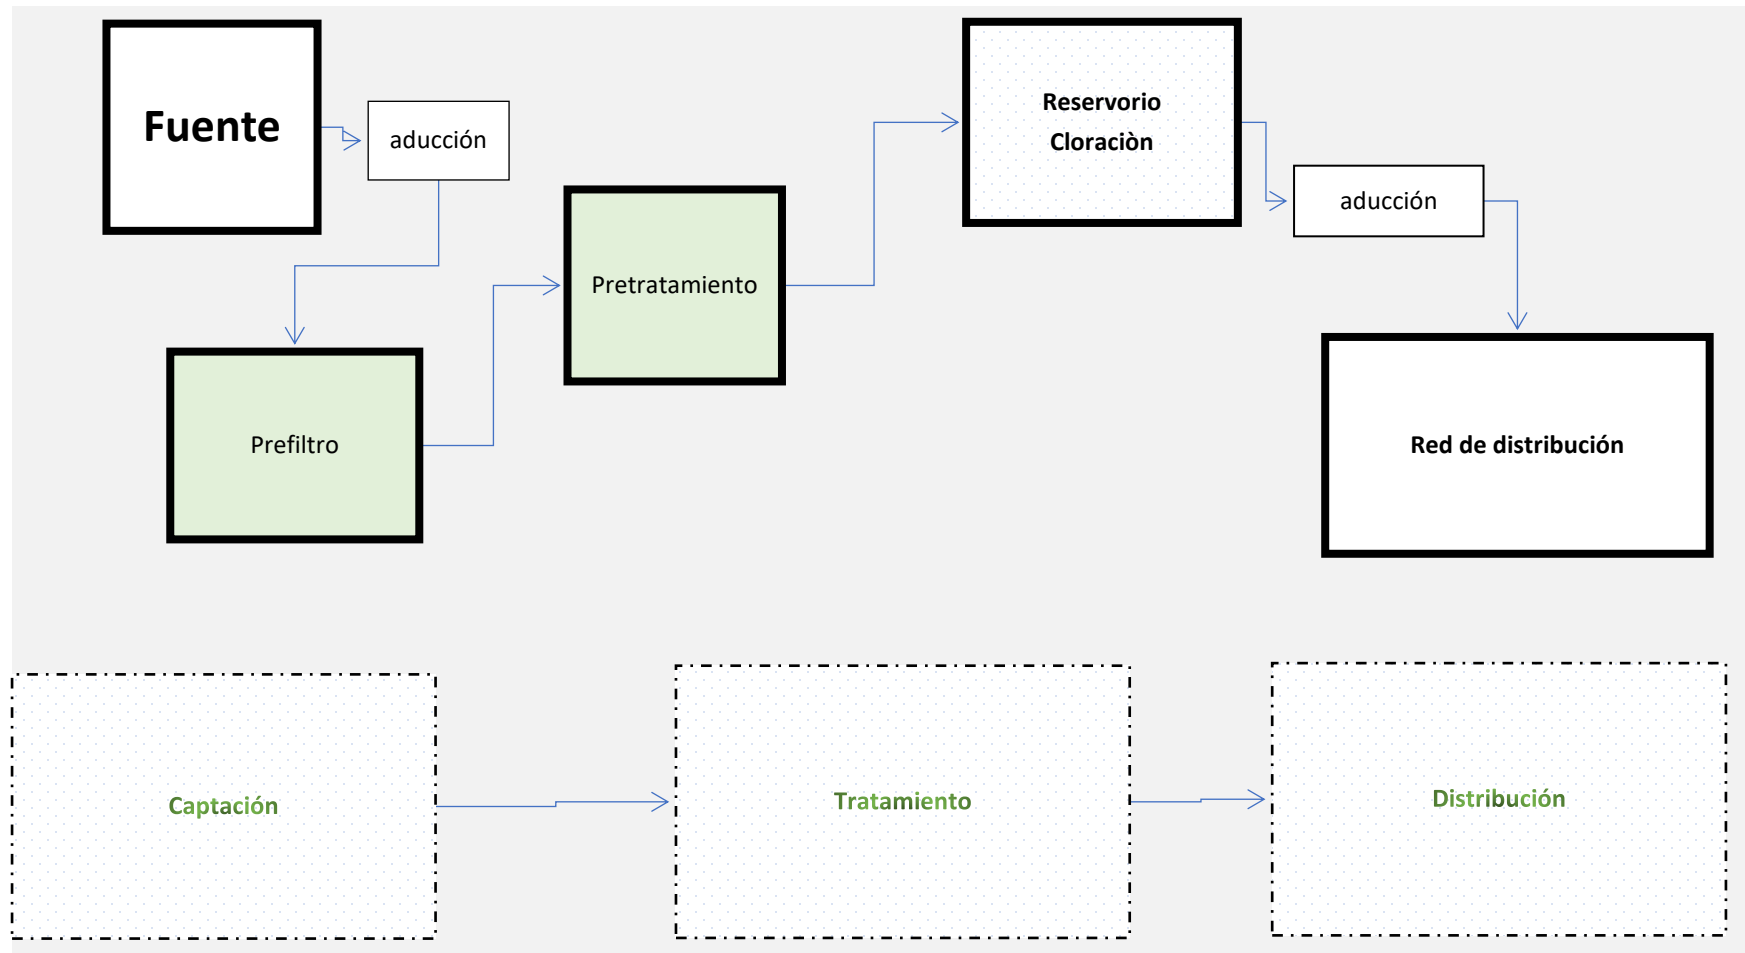 Fuente
aducción
Prefiltro
Pretratamiento
Reservorio
Cloraciòn
aducción
Red de distribución
Captación
Tratamiento
Distribución